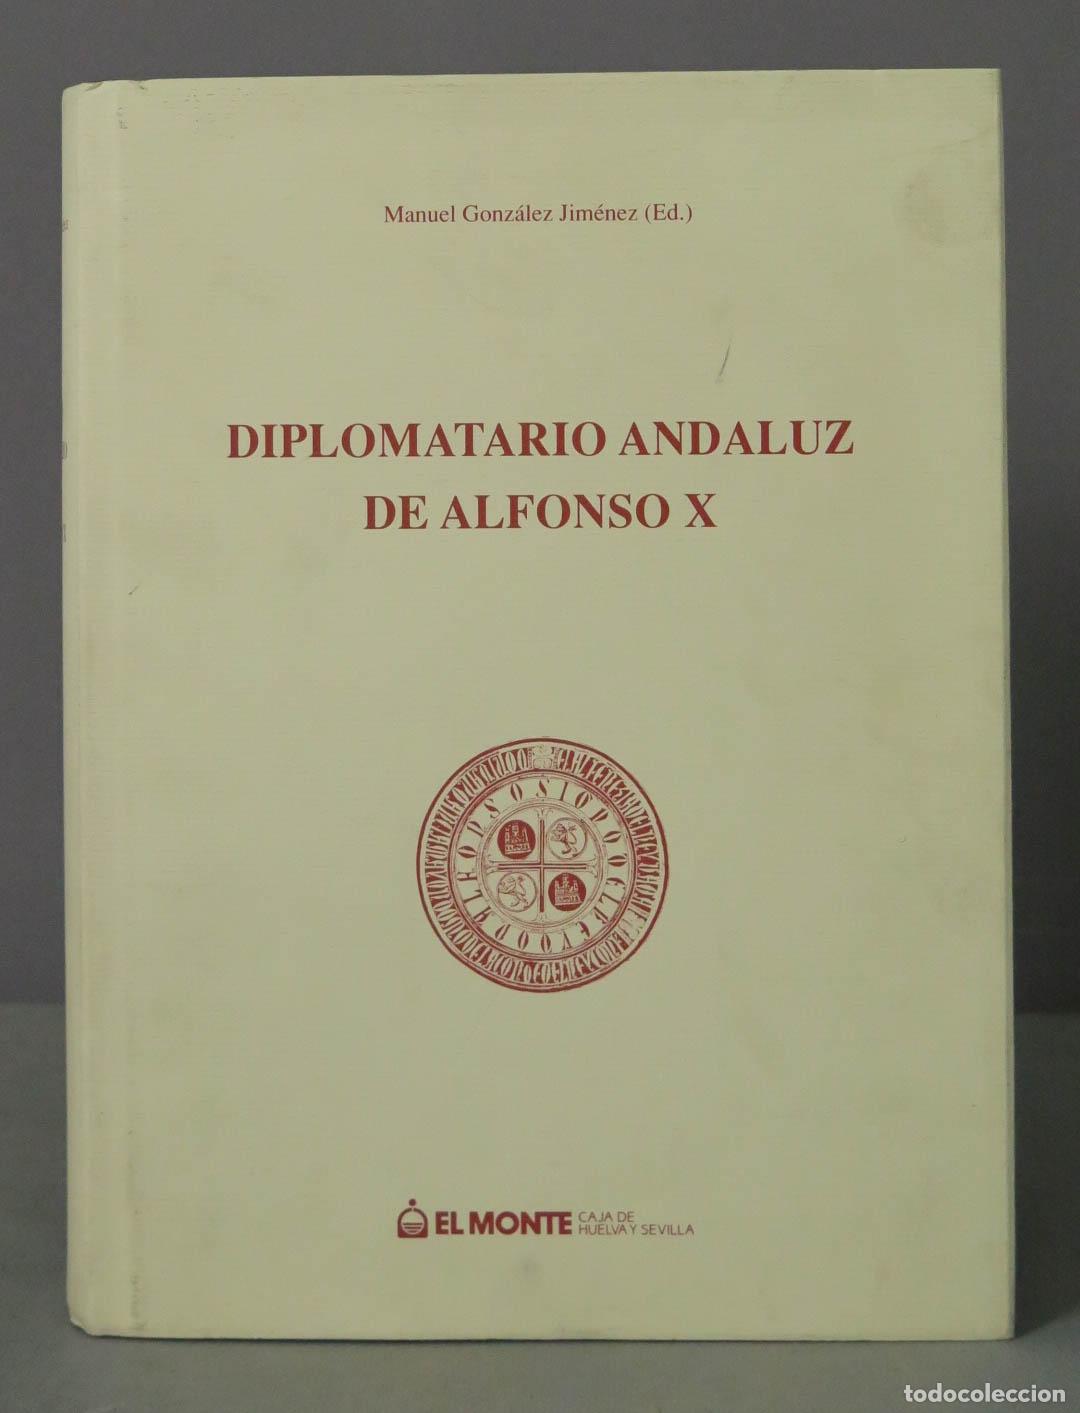 Manuel González Jiménez (Ed.)
DIPLOMATARIO ANDALUZ
DE ALFONSO X
EL MONTE
CAJA DE
HUELVA Y SEVILLA
todocoleccion